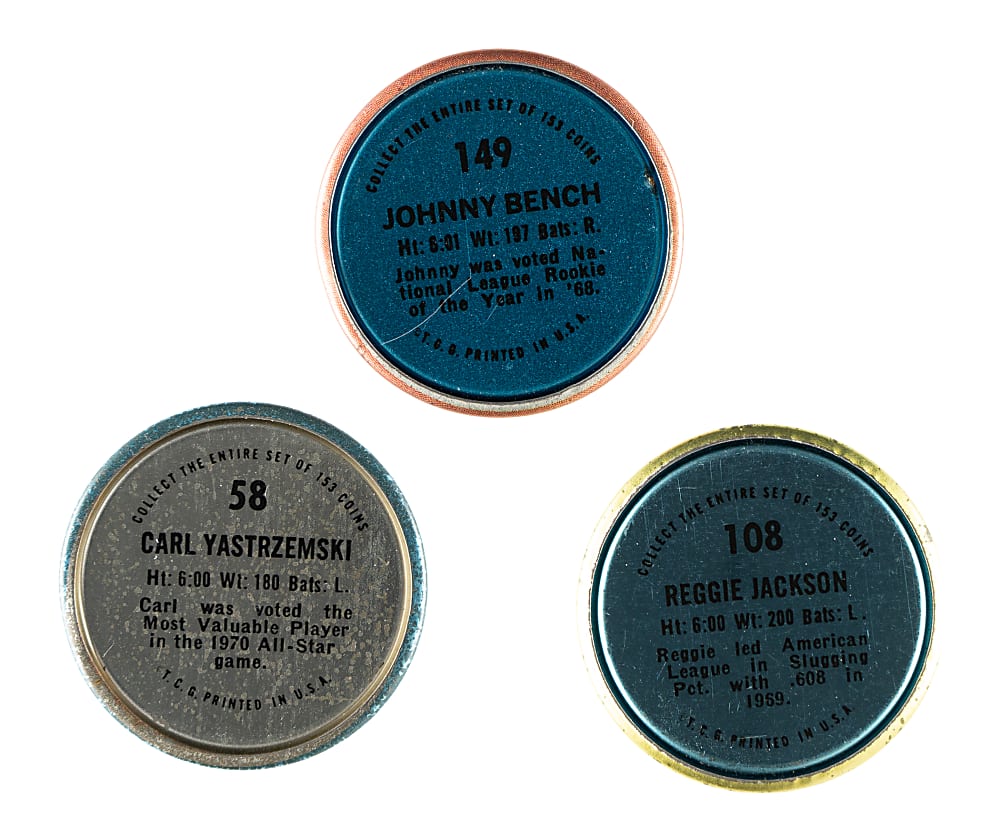 COLLECT THE ENTIRE SET OF 153 COINS
149
JOHNNY BENCH
Ht: 6:01 Wt: 197 Bats: R.
Johnny was voted Na-
tional League Rookie
of the Year in '68.
T.C.G. PRINTED IN U.S.A.
COLLECT THE ENTIRE SET OF 153 COINS
58
CARL YASTRZEMSKI
Ht: 6:00 Wt: 180 Bats: L.
Carl was voted the
Most Valuable Player
in the 1970 All-Star
game.
T.C.G. PRINTED IN U.S.A.
COLLECT THE ENTIRE SET OF 153 COINS
108
REGGIE JACKSON
Ht: 6:00 Wt: 200 Bats: L.
Reggie led American
League in Slugging
Pct. with .608 in
1969.
T.C.G. PRINTED IN U.S.A.